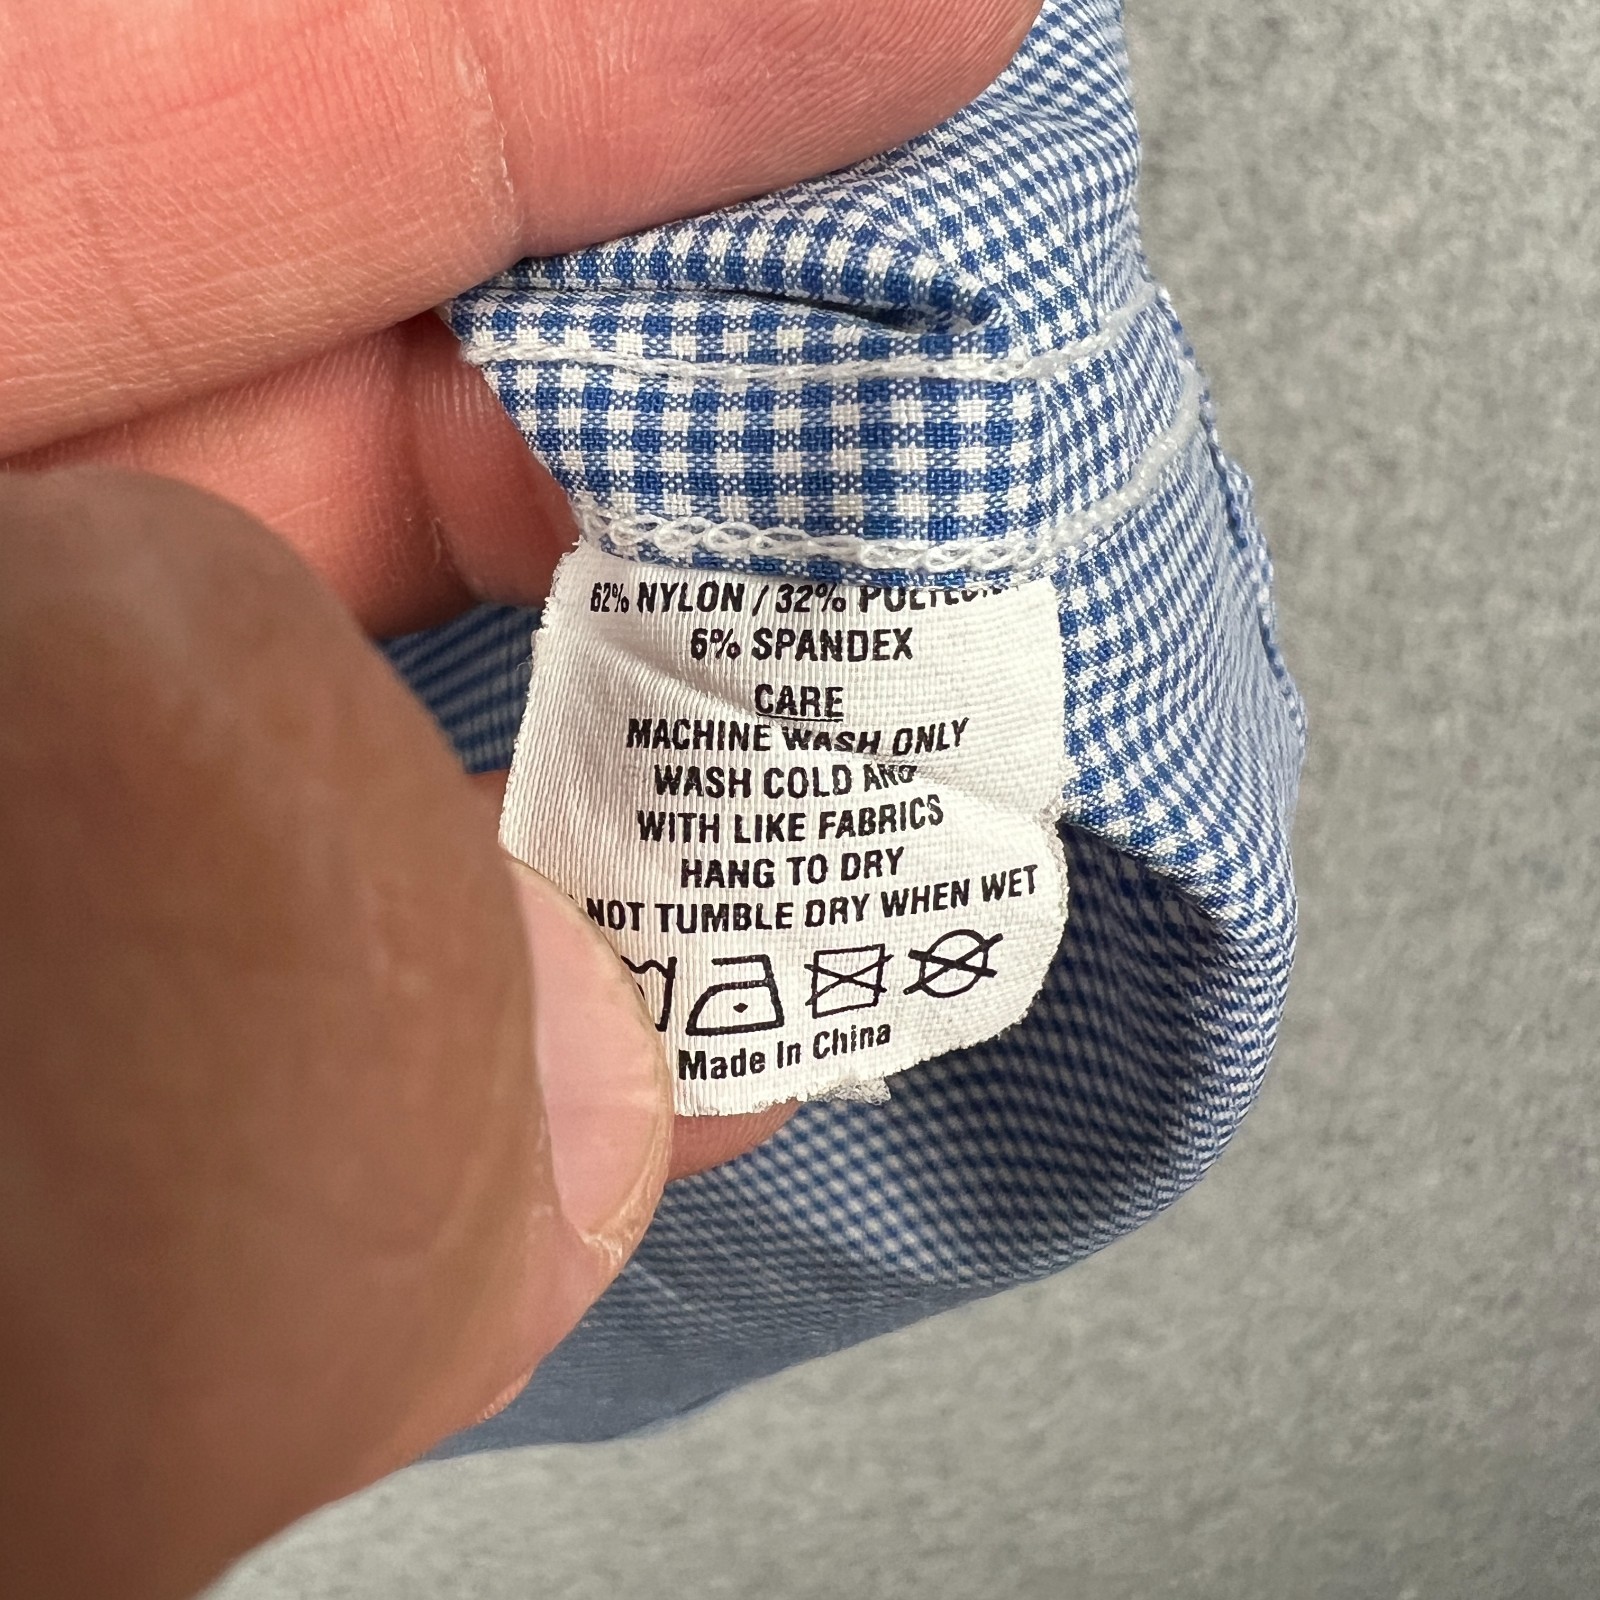 62% NYLON / 32%
6% SPANDEX
CARE
MACHINE WASH ONLY
WASH COLD AND
WITH LIKE FABRICS
HANG TO DRY
NOT TUMBLE DRY WHEN WET
Made In China